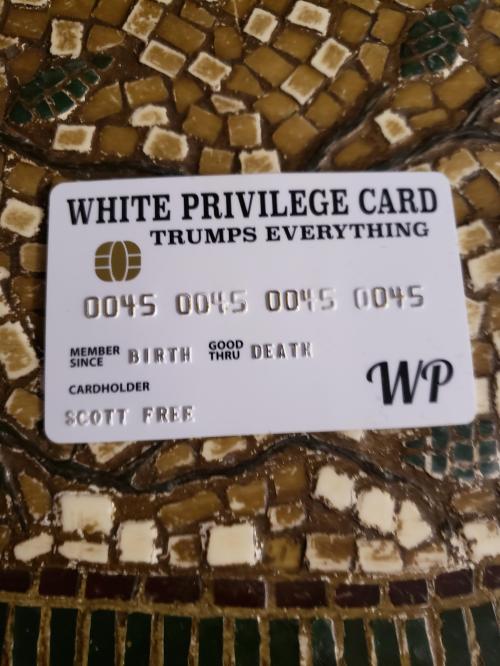 WHITE PRIVILEGE CARD
TRUMPS EVERYTHING
0045 0045 0045 0045
MEMBER SINCE BIRTH GOOD THRU DEATH
CARDHOLDER
SCOTT FREE
WP